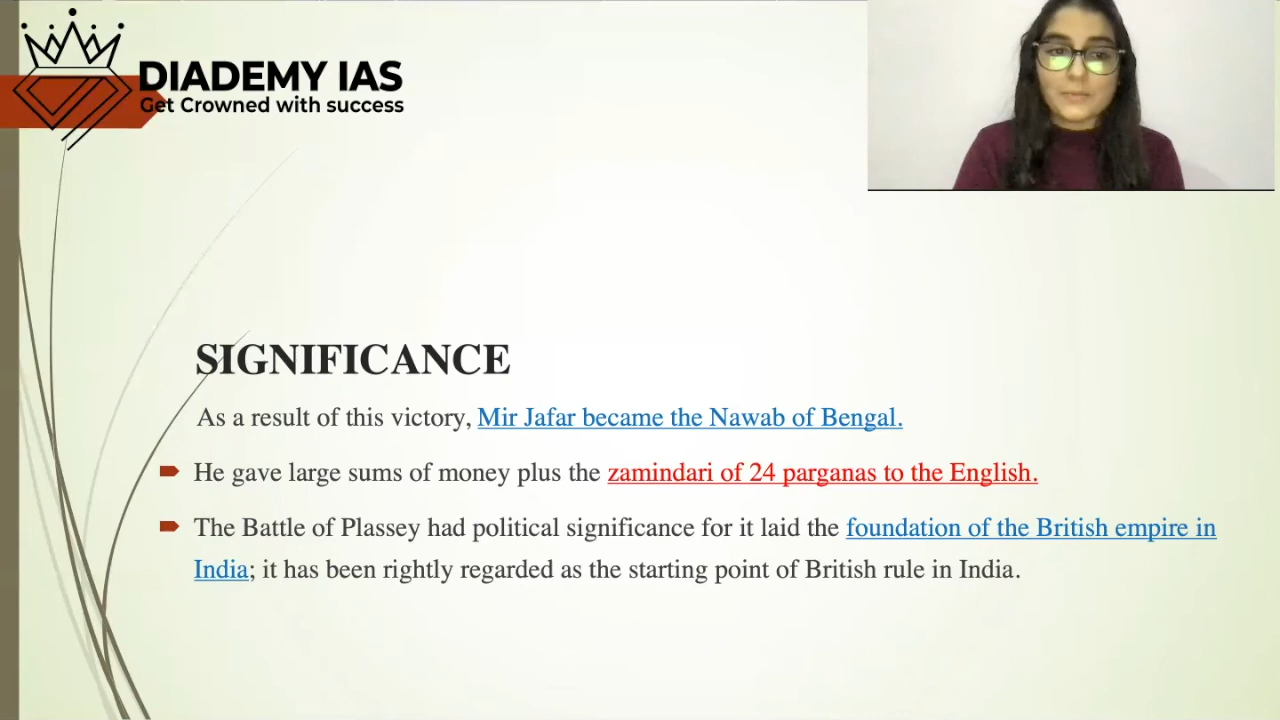 DIADEMY IAS
Get Crowned with success
SIGNIFICANCE
As a result of this victory, Mir Jafar became the Nawab of Bengal.
He gave large sums of money plus the zamindari of 24 parganas to the English.
The Battle of Plassey had political significance for it laid the foundation of the British empire in
India; it has been rightly regarded as the starting point of British rule in India.